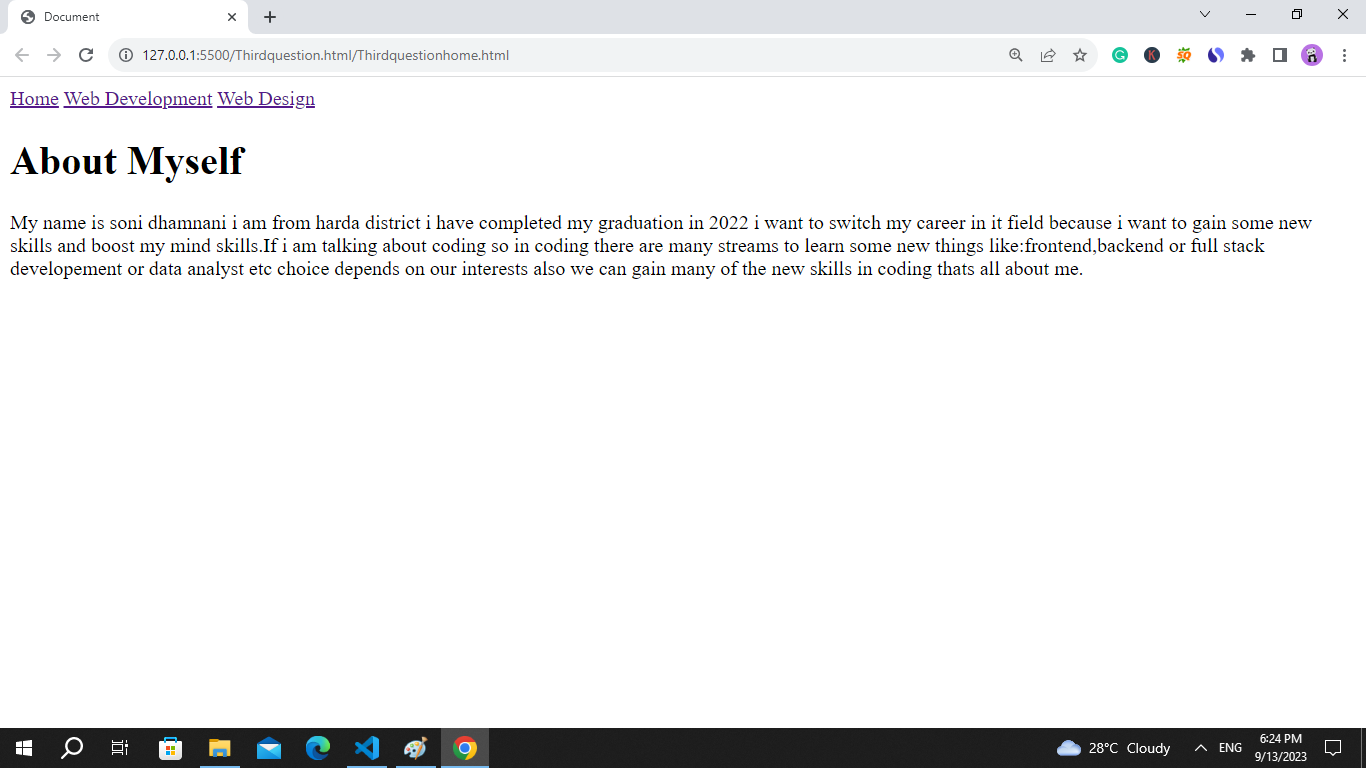 Document
127.0.0.1:5500/Thirdquestion.html/Thirdquestionhome.html
Home Web Development Web Design
About Myself
My name is soni dhamnani i am from harda district i have completed my graduation in 2022 i want to switch my career in it field because i want to gain some new
skills and boost my mind skills.If i am talking about coding so in coding there are many streams to learn some new things like:frontend,backend or full stack
developement or data analyst etc choice depends on our interests also we can gain many of the new skills in coding thats all about me.
28°C Cloudy
ENG
6:24 PM
9/13/2023